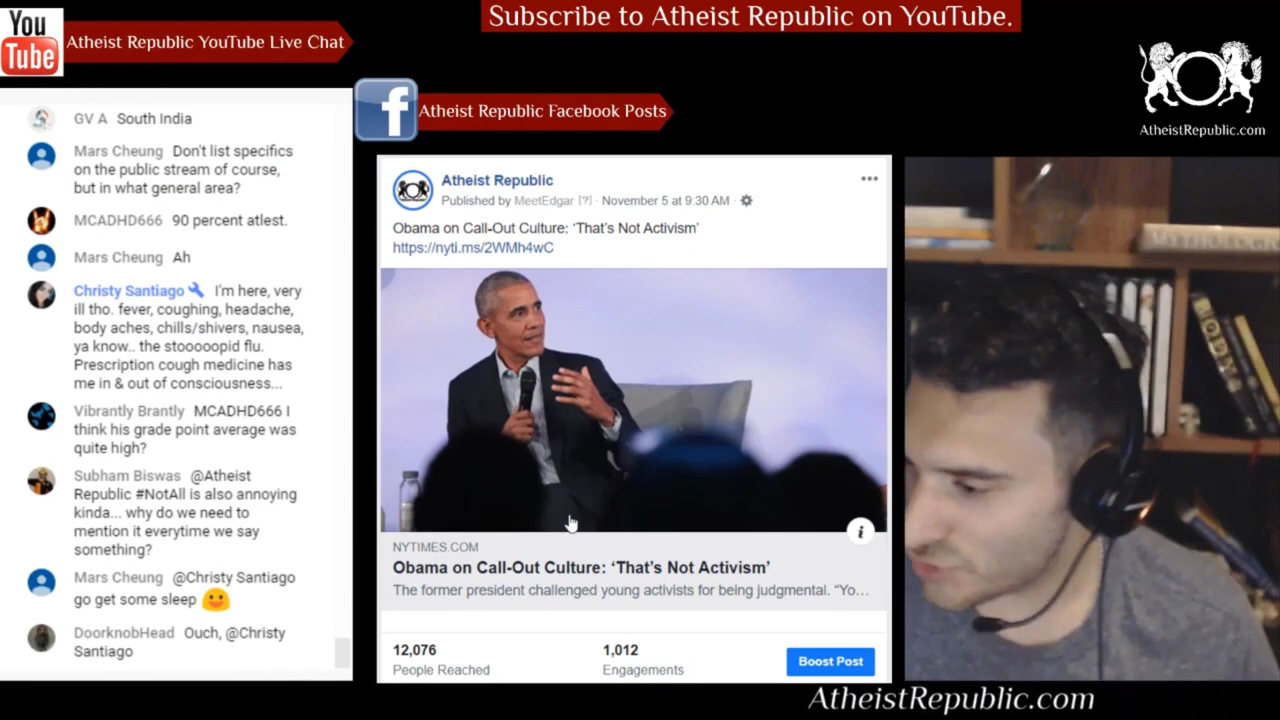 Subscribe to Atheist Republic on YouTube.
You
Tube
Atheist Republic YouTube Live Chat
AtheistRepublic.com
f
Atheist Republic Facebook Posts
GV A South India
Mars Cheung Don't list specifics
on the public stream of course,
but in what general area?
MCADHD666 90 percent atlest.
Mars Cheung Ah
Christy Santiago I'm here, very
ill tho. fever, coughing, headache,
body aches, chills/shivers, nausea,
ya know.. the stooooopid flu.
Prescription cough medicine has
me in & out of consciousness...
Vibrantly Brantly MCADHD666 I
think his grade point average was
quite high?
Subham Biswas @Atheist
Republic #NotAll is also annoying
kinda... why do we need to
mention it everytime we say
something?
Mars Cheung @Christy Santiago
go get some sleep
DoorknobHead Ouch, @Christy
Santiago
Atheist Republic
Published by MeetEdgar [?] · November 5 at 9:30 AM ·
Obama on Call-Out Culture: ‘That’s Not Activism’
https://nyti.ms/2WMh4wC
i
NYTIMES.COM
Obama on Call-Out Culture: ‘That’s Not Activism’
The former president challenged young activists for being judgmental. “Yo…
12,076
People Reached
1,012
Engagements
Boost Post
AtheistRepublic.com